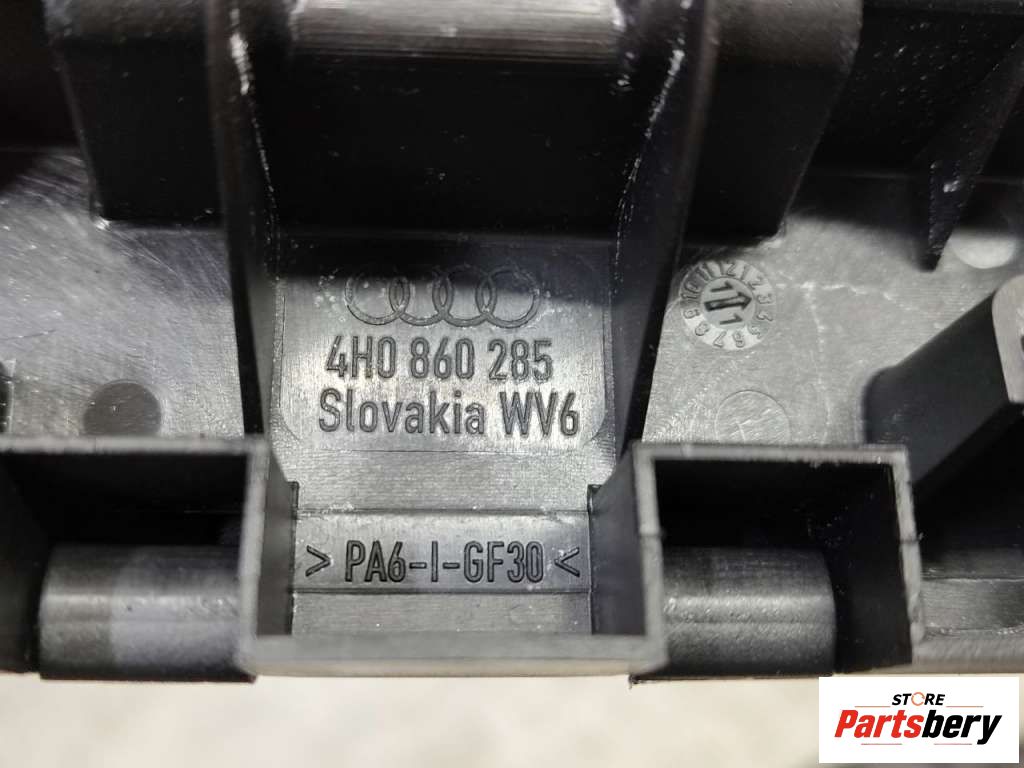 4H0 860 285
Slovakia WV6
> PA6-I-GF30 <
STORE
Partsbery